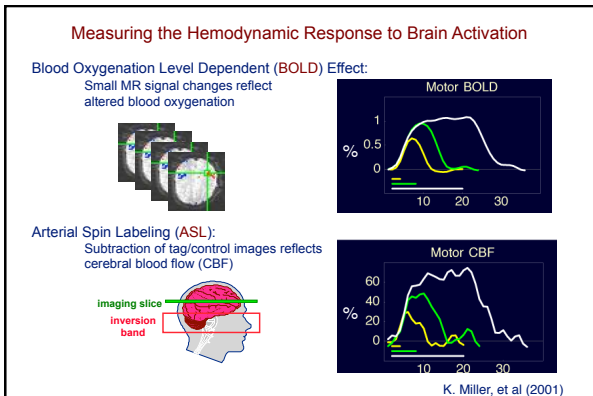 Measuring the Hemodynamic Response to Brain Activation
Blood Oxygenation Level Dependent (BOLD) Effect:
Small MR signal changes reflect
altered blood oxygenation
Motor BOLD
1
0.5
0
%
10 20 30
Arterial Spin Labeling (ASL):
Subtraction of tag/control images reflects
cerebral blood flow (CBF)
imaging slice
inversion
band
Motor CBF
60
40
20
0
%
10 20 30
K. Miller, et al (2001)